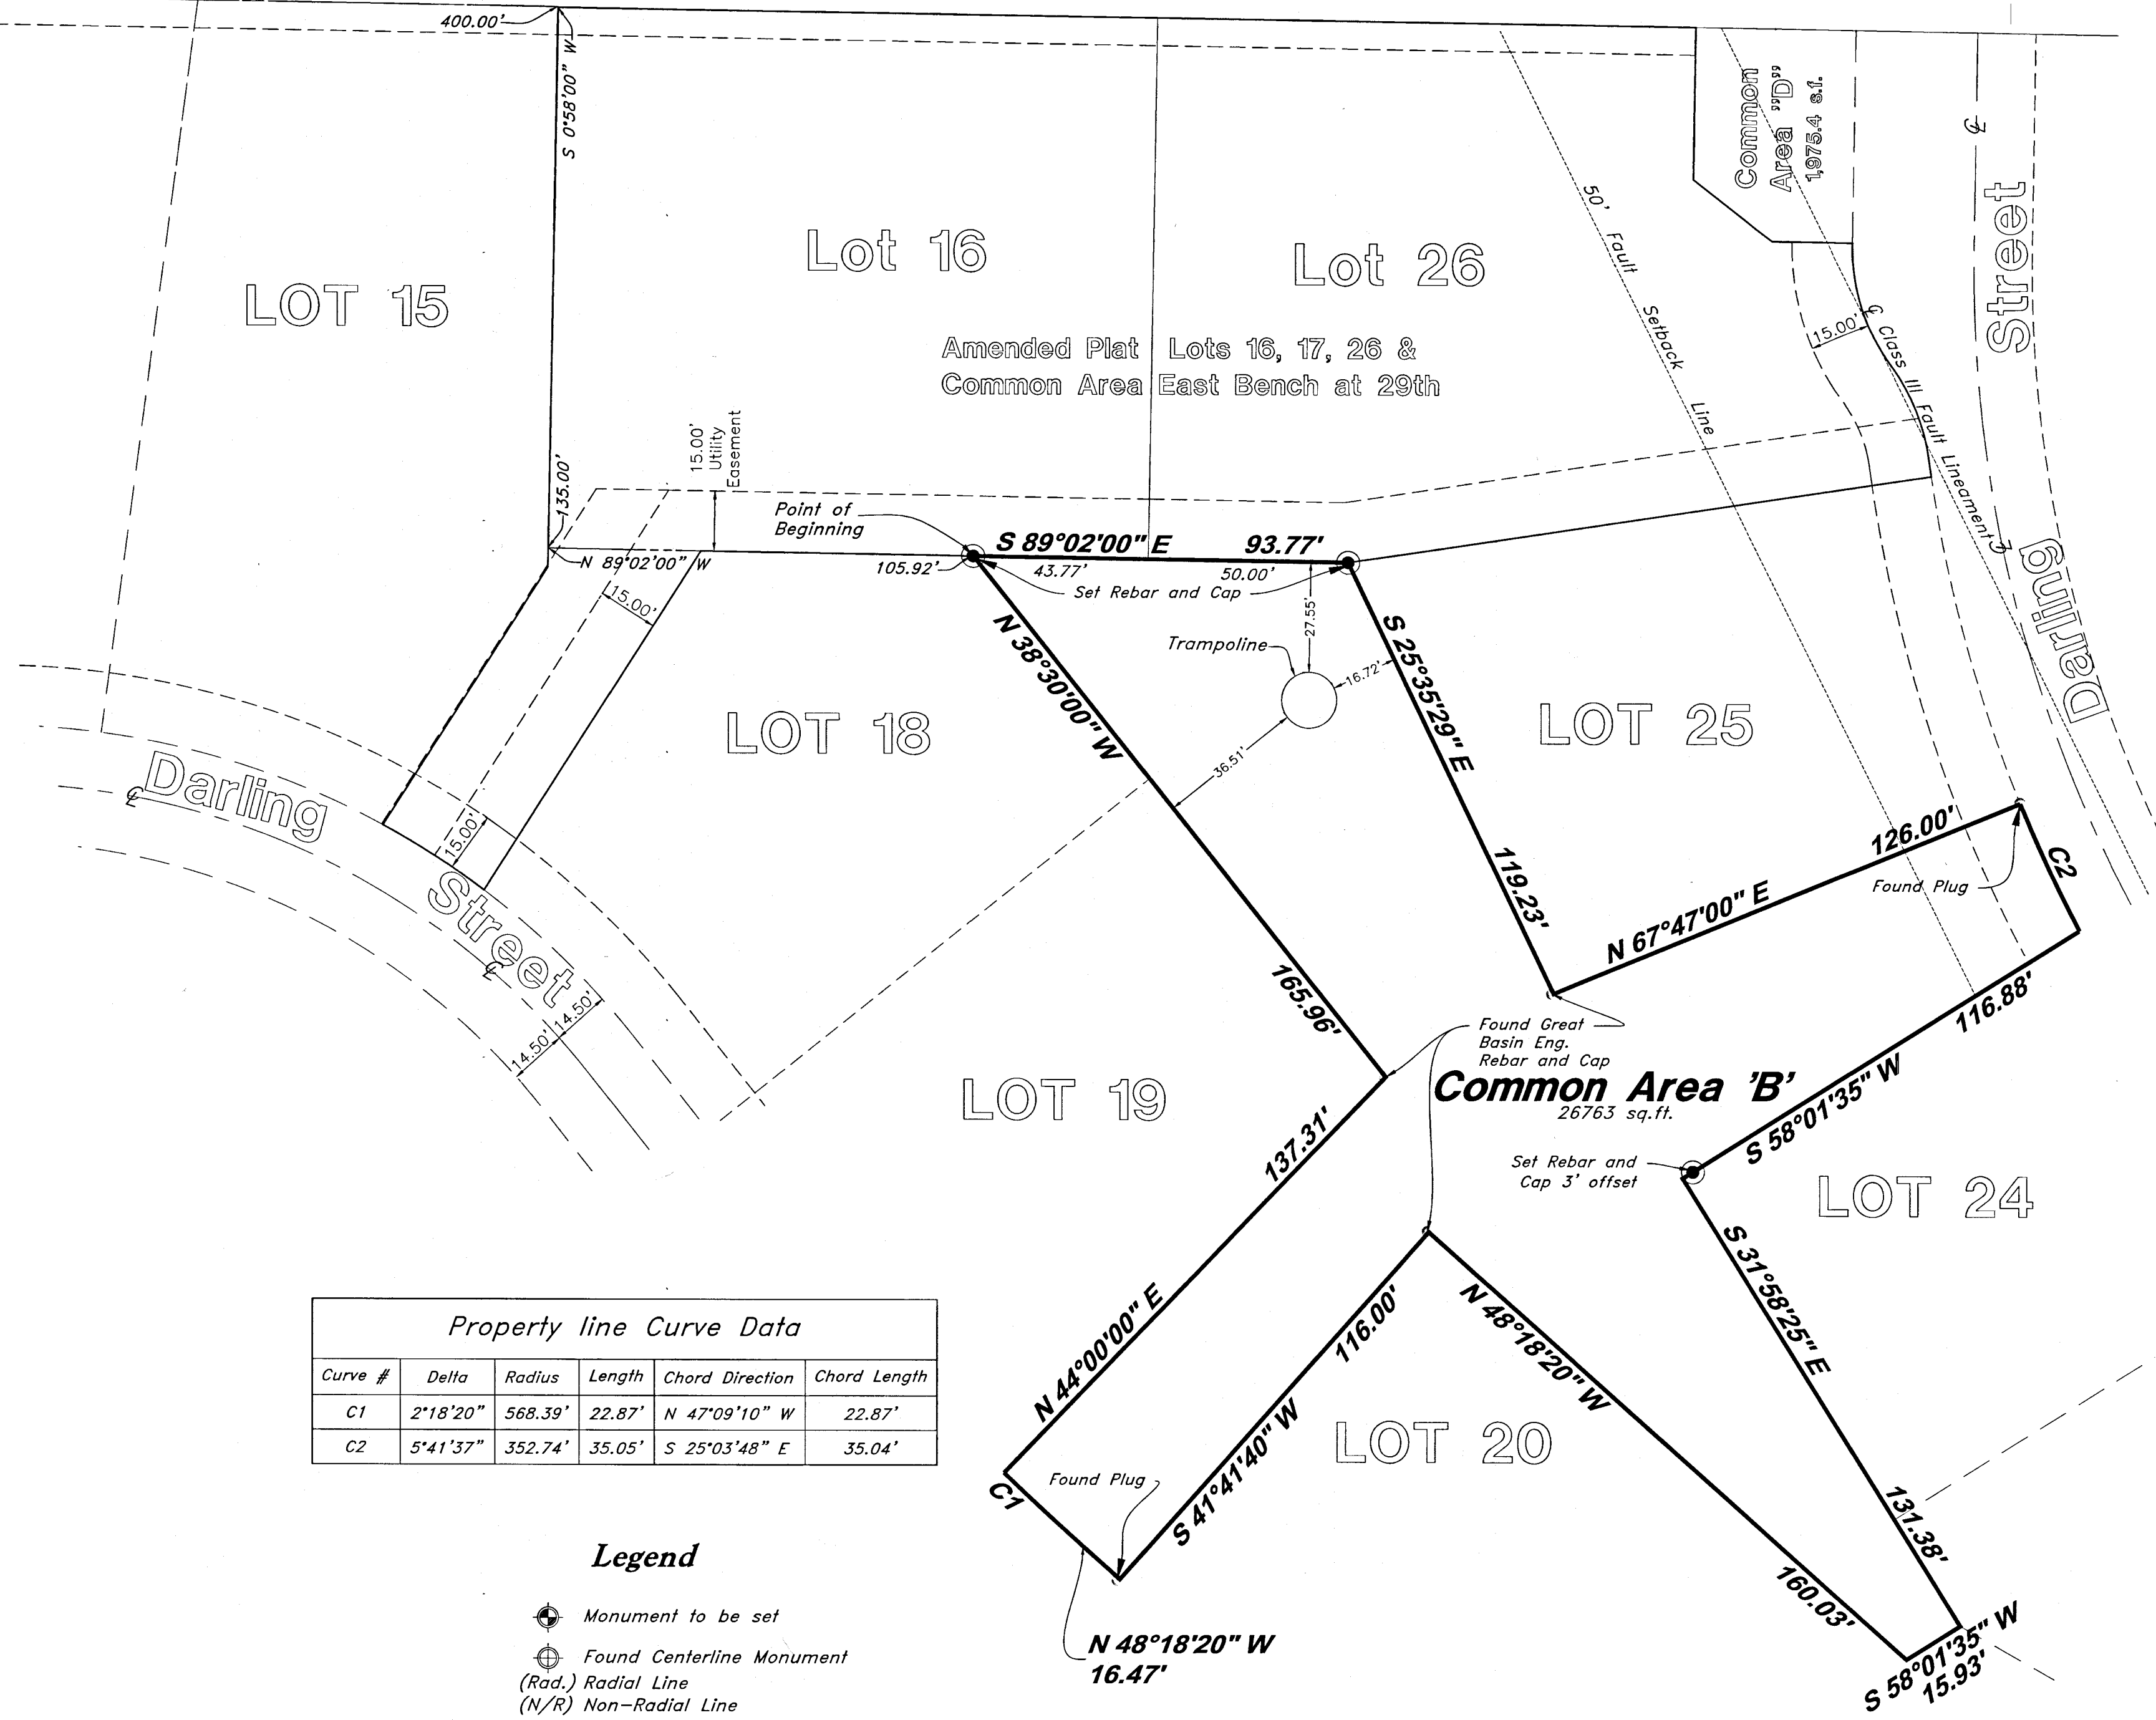 400.00'
S 0°58'00" W
Common
Area "D"
1,975.4 s.f.
℄
Street
Lot 16
Lot 26
LOT 15
50' Fault Setback Line
15.00'
℄ Class III Fault Lineament
Amended Plat Lots 16, 17, 26 &
Common Area East Bench at 29th
15.00'
Utility
Easement
135.00'
Point of
Beginning
N 89°02'00" W
105.92'
S 89°02'00" E 93.77'
43.77'
50.00'
Set Rebar and Cap
15.00'
27.55'
Trampoline
16.72'
36.51'
N 38°30'00" W
165.96'
S 25°35'29" E
119.23'
Darling
LOT 18
LOT 25
℄
Darling
Street
℄
15.00'
14.50'
14.50'
126.00'
N 67°47'00" E
Found Plug
C2
116.88'
S 58°01'35" W
Found Great
Basin Eng.
Rebar and Cap
Common Area 'B'
26763 sq.ft.
LOT 19
137.31'
N 44°00'00" E
Set Rebar and
Cap 3' offset
LOT 24
S 31°58'25" E
131.38'
116.00'
S 41°41'40" W
N 48°18'20" W
160.03'
LOT 20
Property line Curve Data
Curve # Delta Radius Length Chord Direction Chord Length
C1 2°18'20" 568.39' 22.87' N 47°09'10" W 22.87'
C2 5°41'37" 352.74' 35.05' S 25°03'48" E 35.04'
C1
Found Plug
N 48°18'20" W
16.47'
S 58°01'35" W
15.93'
Legend
Monument to be set
Found Centerline Monument
(Rad.) Radial Line
(N/R) Non-Radial Line